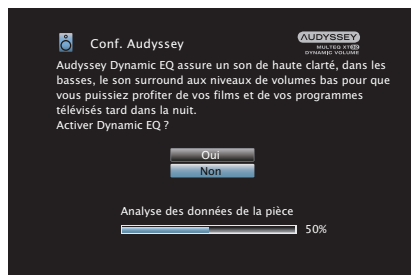 Conf. Audyssey
AUDYSSEY
MULTEQ XT32
DYNAMIC VOLUME
Audyssey Dynamic EQ assure un son de haute clarté, dans les
basses, le son surround aux niveaux de volumes bas pour que
vous puissiez profiter de vos films et de vos programmes
télévisés tard dans la nuit.
Activer Dynamic EQ ?
Oui
Non
Analyse des données de la pièce
50%